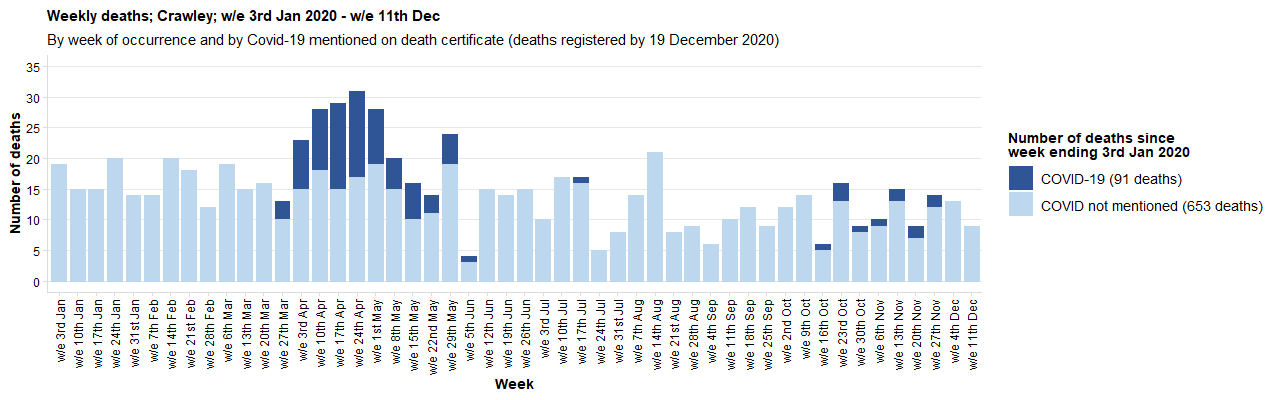 Weekly deaths; Crawley; w/e 3rd Jan 2020 - w/e 11th Dec
By week of occurrence and by Covid-19 mentioned on death certificate (deaths registered by 19 December 2020)
Number of deaths
35
30
25
20
15
10
5
0
w/e 3rd Jan
w/e 10th Jan
w/e 17th Jan
w/e 24th Jan
w/e 31st Jan
w/e 7th Feb
w/e 14th Feb
w/e 21st Feb
w/e 28th Feb
w/e 6th Mar
w/e 13th Mar
w/e 20th Mar
w/e 27th Mar
w/e 3rd Apr
w/e 10th Apr
w/e 17th Apr
w/e 24th Apr
w/e 1st May
w/e 8th May
w/e 15th May
w/e 22nd May
w/e 29th May
w/e 5th Jun
w/e 12th Jun
w/e 19th Jun
w/e 26th Jun
w/e 3rd Jul
w/e 10th Jul
w/e 17th Jul
w/e 24th Jul
w/e 31st Jul
w/e 7th Aug
w/e 14th Aug
w/e 21st Aug
w/e 28th Aug
w/e 4th Sep
w/e 11th Sep
w/e 18th Sep
w/e 25th Sep
w/e 2nd Oct
w/e 9th Oct
w/e 16th Oct
w/e 23rd Oct
w/e 30th Oct
w/e 6th Nov
w/e 13th Nov
w/e 20th Nov
w/e 27th Nov
w/e 4th Dec
w/e 11th Dec
Week
Number of deaths since
week ending 3rd Jan 2020
COVID-19 (91 deaths)
COVID not mentioned (653 deaths)